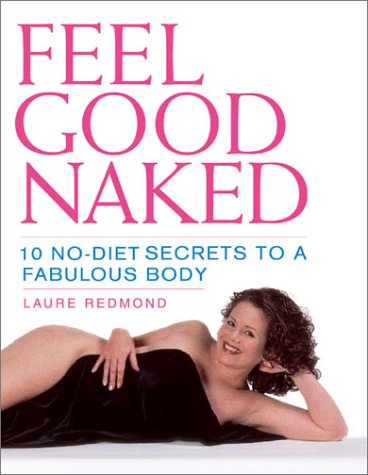 FEEL
GOOD
NAKED
10 NO-DIET SECRETS TO A
FABULOUS BODY
LAURE REDMOND